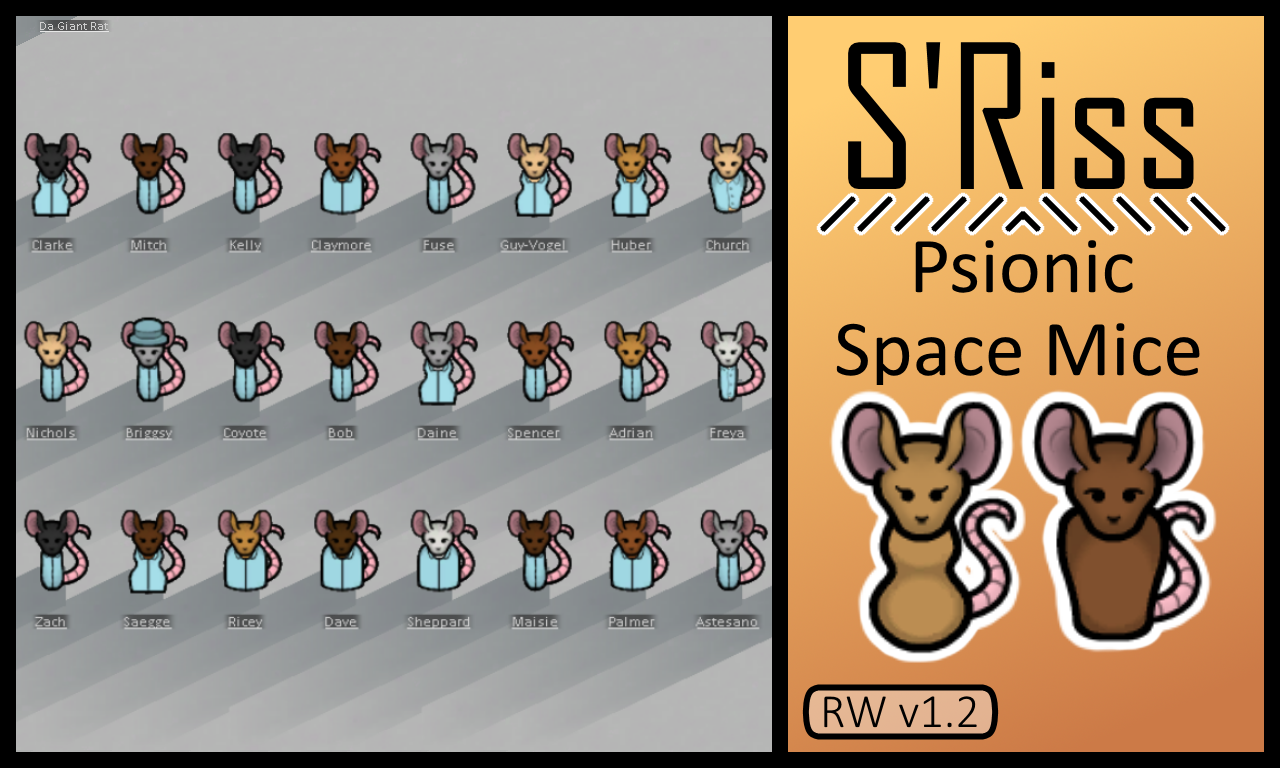 Da Giant Rat
Clarke Mitch Kelly Claymore Fuse Guy-Vogel Huber Church
Nichols Briggsy Coyote Bob Daine Spencer Adrian Freya
Zach Saegge Ricey Dave Sheppard Maisie Palmer Astesano
S'Riss
Psionic
Space Mice
RW v1.2